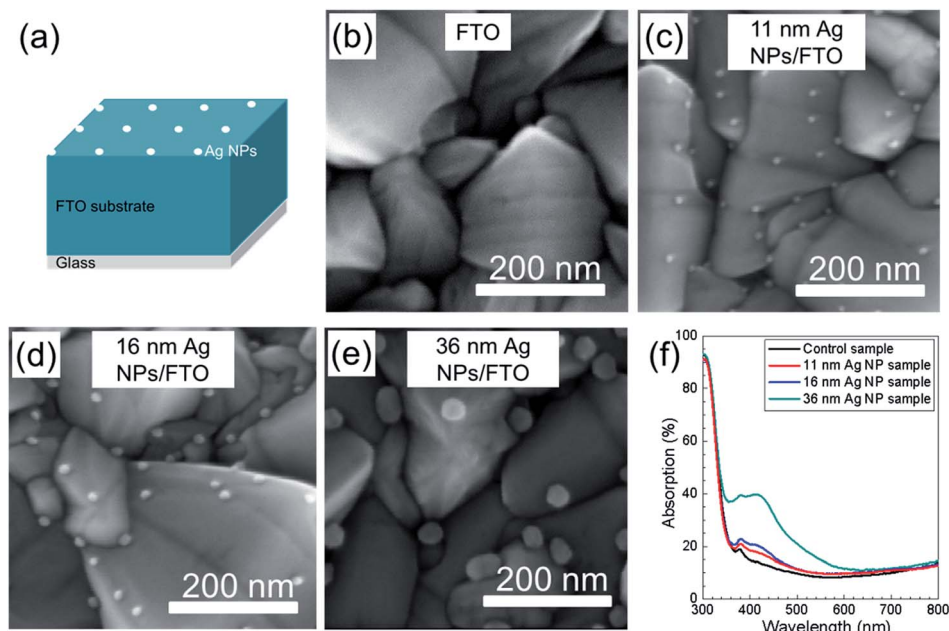 (a)
Ag NPs
FTO substrate
Glass
(b)
FTO
200 nm
(c)
11 nm Ag
NPs/FTO
200 nm
(d)
16 nm Ag
NPs/FTO
200 nm
(e)
36 nm Ag
NPs/FTO
200 nm
(f)
100
80
60
40
20
0
Absorption (%)
Control sample
11 nm Ag NP sample
16 nm Ag NP sample
36 nm Ag NP sample
300 400 500 600 700 800
Wavelength (nm)